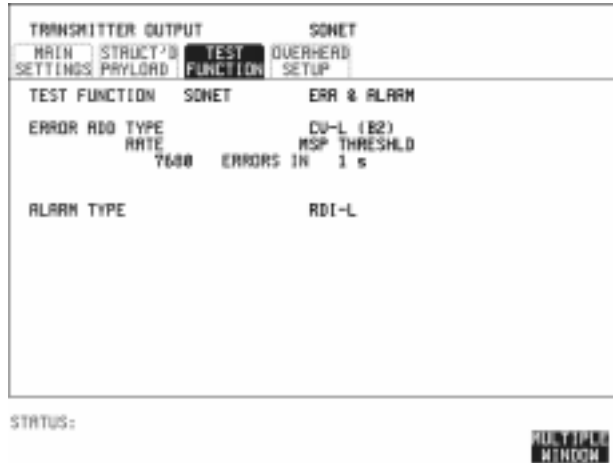 TRANSMITTER OUTPUT SONET
MAIN SETTINGS STRUCT'D PAYLOAD TEST FUNCTION OVERHEAD SETUP
TEST FUNCTION SONET ERR & ALARM
ERROR ADD TYPE CV-L (B2)
RATE MSP THRESHLD
7680 ERRORS IN 1 s
ALARM TYPE RDI-L
STATUS:
MULTIPLE
WINDOW